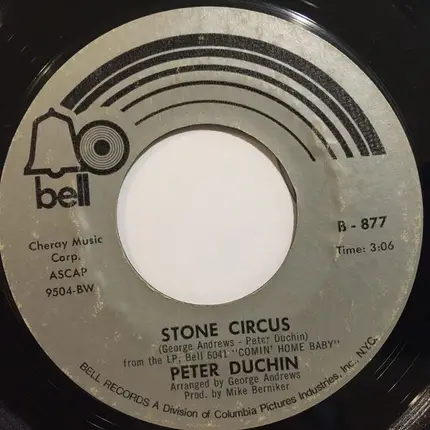 bell
Cheray Music
Corp.
ASCAP
9504-BW
B - 877
Time: 3:06
STONE CIRCUS
(George Andrews - Peter Duchin)
from the LP, Bell 6041 "COMIN' HOME BABY"
PETER DUCHIN
Arranged by George Andrews
Prod. by Mike Berniker
BELL RECORDS A Division of Columbia Pictures Industries, Inc. N.Y.C.